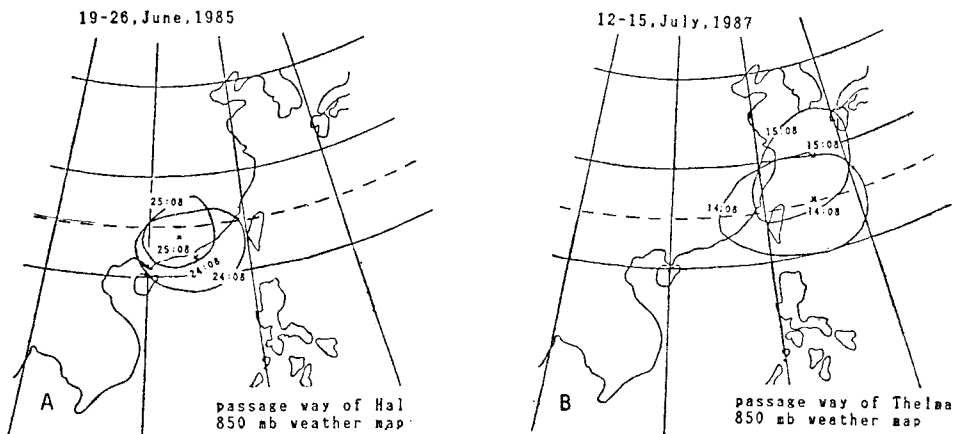 19-26,June,1985
25:08
25:08
24:08
24:08
A
passage way of Hal
850 mb weather map
12-15,July,1987
15:08
15:08
14:08
14:08
B
passage way of Thelma
850 mb weather map